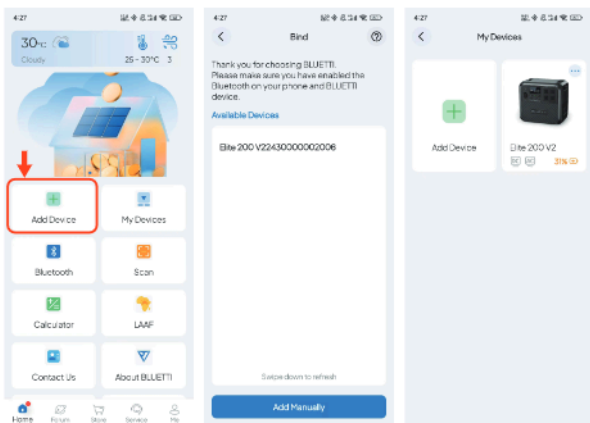 4:27
30°C
Cloudy
25 - 30°C 3
Add Device
My Devices
Bluetooth
Scan
Calculator
LAAF
Contact Us
About BLUETTI
Home
Forum
Store
Service
Me
4:27
Bind
Thank you for choosing BLUETTI.
Please make sure you have enabled the
Bluetooth on your phone and BLUETTI
device.
Available Devices
Elite 200 V22430000002006
Swipe down to refresh
Add Manually
4:27
My Devices
Add Device
Elite 200 V2
DC
AC
31%